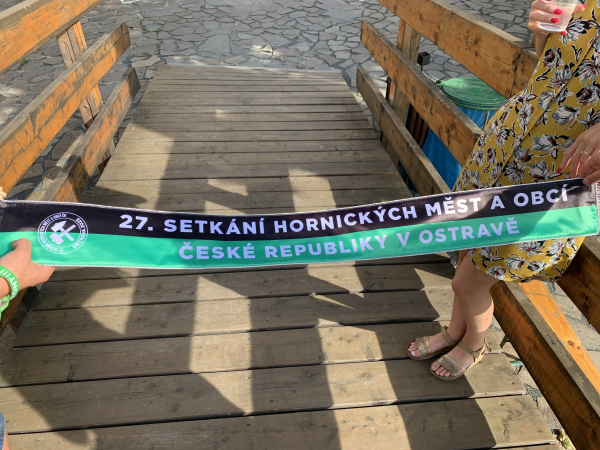 27. SETKÁNÍ HORNICKÝCH MĚST A OBCÍ
ČESKÉ REPUBLIKY V OSTRAVĚ